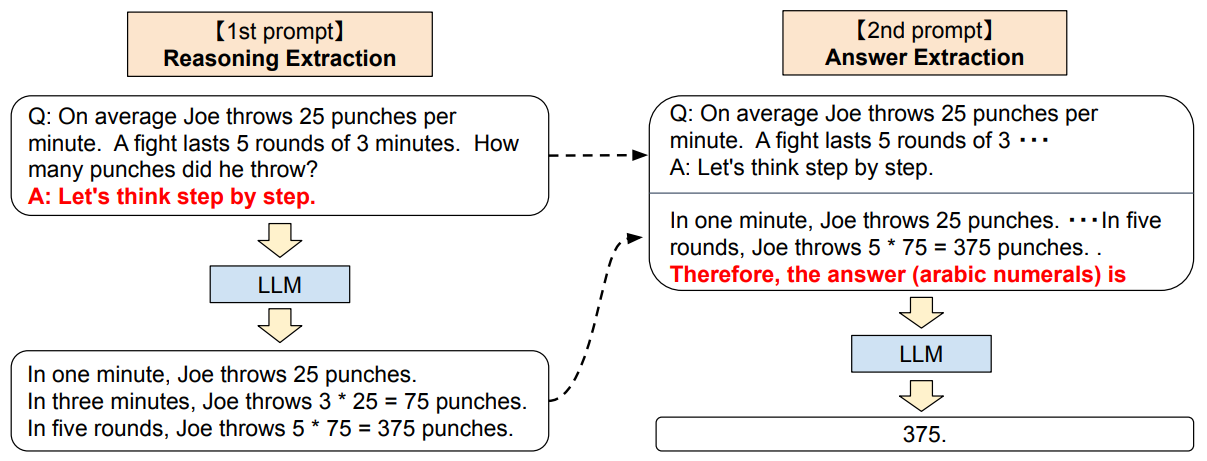 【1st prompt】
Reasoning Extraction
Q: On average Joe throws 25 punches per
minute.  A fight lasts 5 rounds of 3 minutes.  How
many punches did he throw?
A: Let's think step by step.
LLM
In one minute, Joe throws 25 punches.
In three minutes, Joe throws 3 * 25 = 75 punches.
In five rounds, Joe throws 5 * 75 = 375 punches.
【2nd prompt】
Answer Extraction
Q: On average Joe throws 25 punches per
minute.  A fight lasts 5 rounds of 3 ･･･
A: Let's think step by step.
In one minute, Joe throws 25 punches. ･･･In five
rounds, Joe throws 5 * 75 = 375 punches. .
Therefore, the answer (arabic numerals) is
LLM
375.